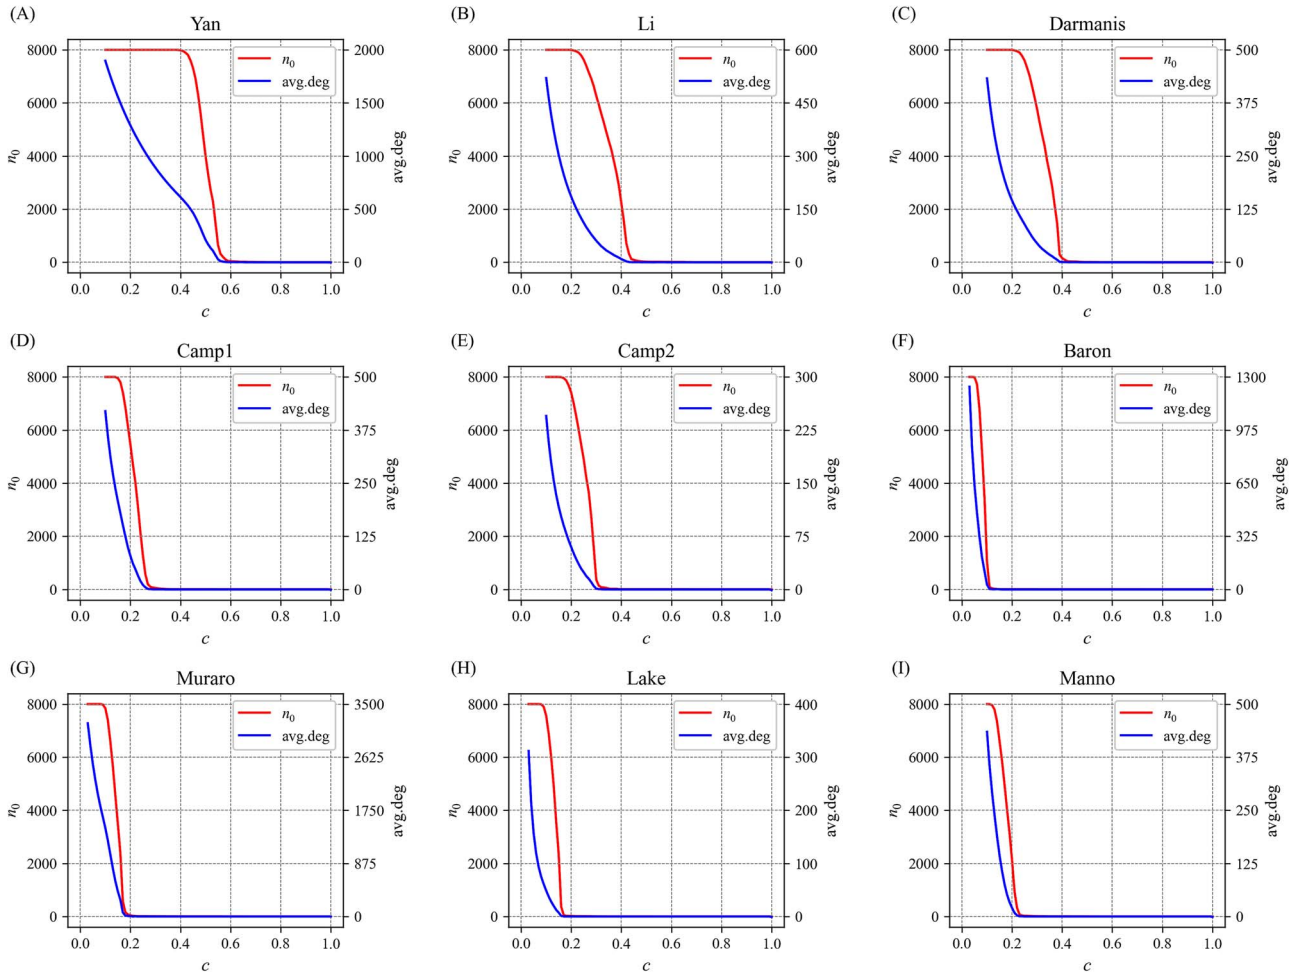 (A)
Yan
8000
6000
4000
2000
0
n0
2000
1500
1000
500
0
avg.deg
n0
avg.deg
0.0 0.2 0.4 0.6 0.8 1.0
c
(B)
Li
8000
6000
4000
2000
0
n0
600
450
300
150
0
avg.deg
n0
avg.deg
0.0 0.2 0.4 0.6 0.8 1.0
c
(C)
Darmanis
8000
6000
4000
2000
0
n0
500
375
250
125
0
avg.deg
n0
avg.deg
0.0 0.2 0.4 0.6 0.8 1.0
c
(D)
Camp1
8000
6000
4000
2000
0
n0
500
375
250
125
0
avg.deg
n0
avg.deg
0.0 0.2 0.4 0.6 0.8 1.0
c
(E)
Camp2
8000
6000
4000
2000
0
n0
300
225
150
75
0
avg.deg
n0
avg.deg
0.0 0.2 0.4 0.6 0.8 1.0
c
(F)
Baron
8000
6000
4000
2000
0
n0
1300
975
650
325
0
avg.deg
n0
avg.deg
0.0 0.2 0.4 0.6 0.8 1.0
c
(G)
Muraro
8000
6000
4000
2000
0
n0
3500
2625
1750
875
0
avg.deg
n0
avg.deg
0.0 0.2 0.4 0.6 0.8 1.0
c
(H)
Lake
8000
6000
4000
2000
0
n0
400
300
200
100
0
avg.deg
n0
avg.deg
0.0 0.2 0.4 0.6 0.8 1.0
c
(I)
Manno
8000
6000
4000
2000
0
n0
500
375
250
125
0
avg.deg
n0
avg.deg
0.0 0.2 0.4 0.6 0.8 1.0
c